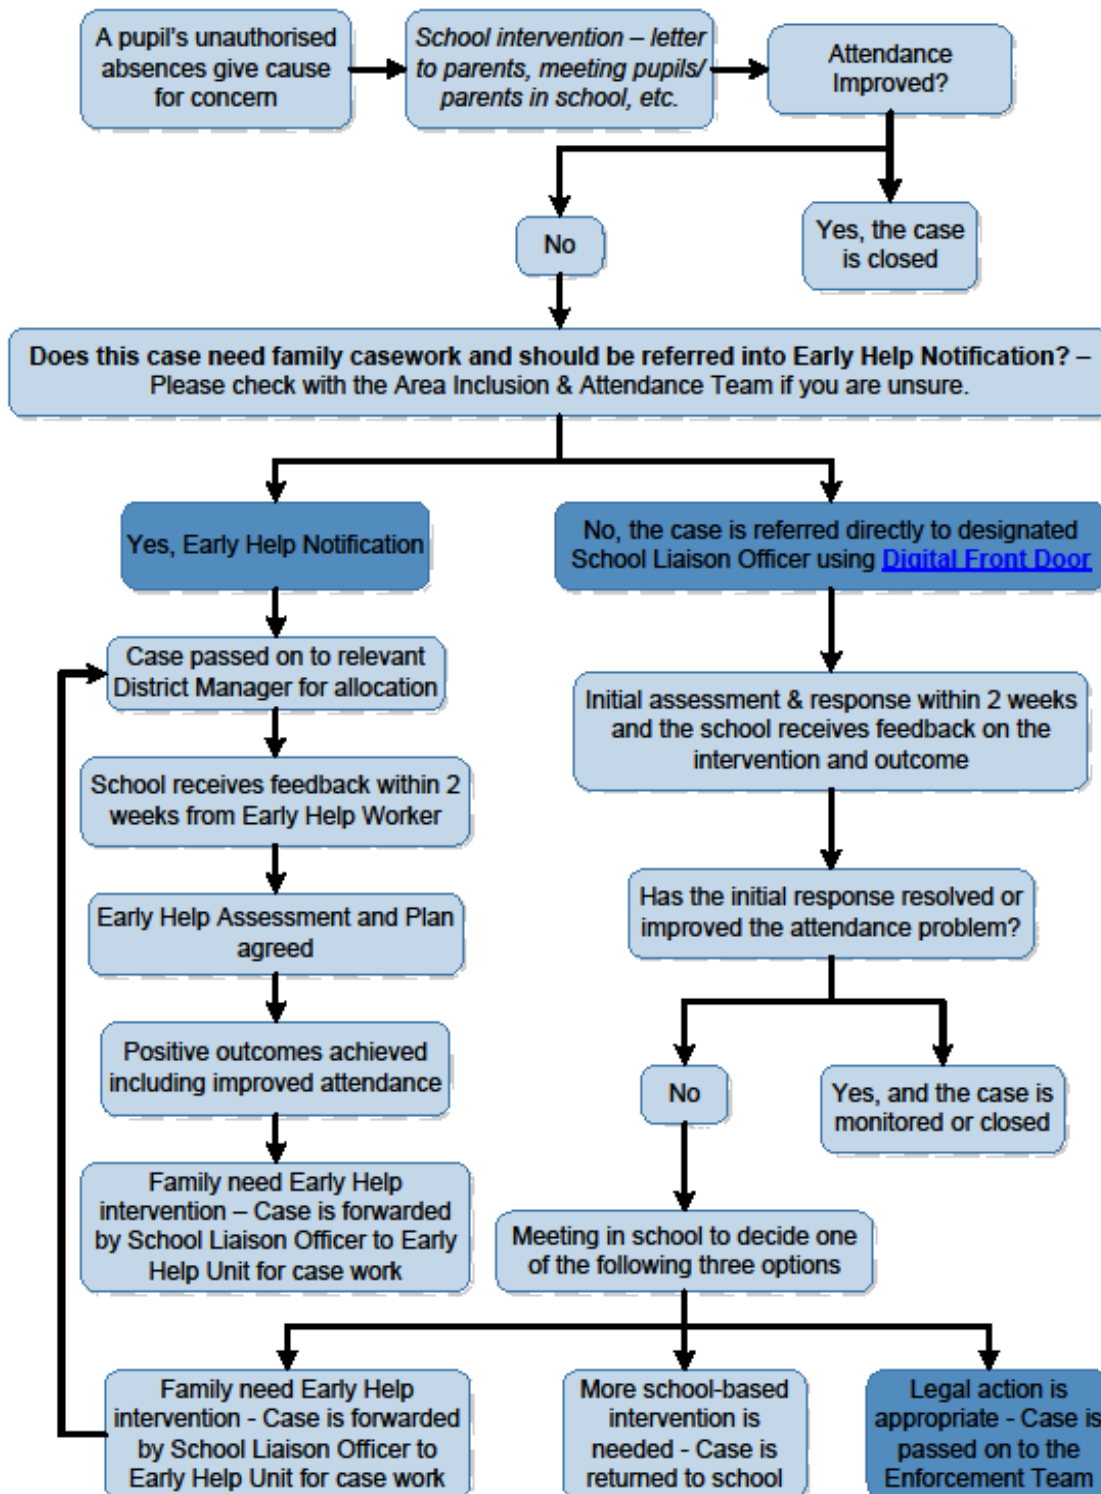 A pupil's unauthorised
absences give cause
for concern
School intervention – letter
to parents, meeting pupils/
parents in school, etc.
Attendance
Improved?
No
Yes, the case
is closed
Does this case need family casework and should be referred into Early Help Notification? –
Please check with the Area Inclusion & Attendance Team if you are unsure.
Yes, Early Help Notification
No, the case is referred directly to designated
School Liaison Officer using Digital Front Door
Case passed on to relevant
District Manager for allocation
School receives feedback within 2
weeks from Early Help Worker
Early Help Assessment and Plan
agreed
Positive outcomes achieved
including improved attendance
Family need Early Help
intervention – Case is forwarded
by School Liaison Officer to Early
Help Unit for case work
Initial assessment & response within 2 weeks
and the school receives feedback on the
intervention and outcome
Has the initial response resolved or
improved the attendance problem?
No
Yes, and the case is
monitored or closed
Meeting in school to decide one
of the following three options
Family need Early Help
intervention - Case is forwarded
by School Liaison Officer to
Early Help Unit for case work
More school-based
intervention is
needed - Case is
returned to school
Legal action is
appropriate - Case is
passed on to the
Enforcement Team